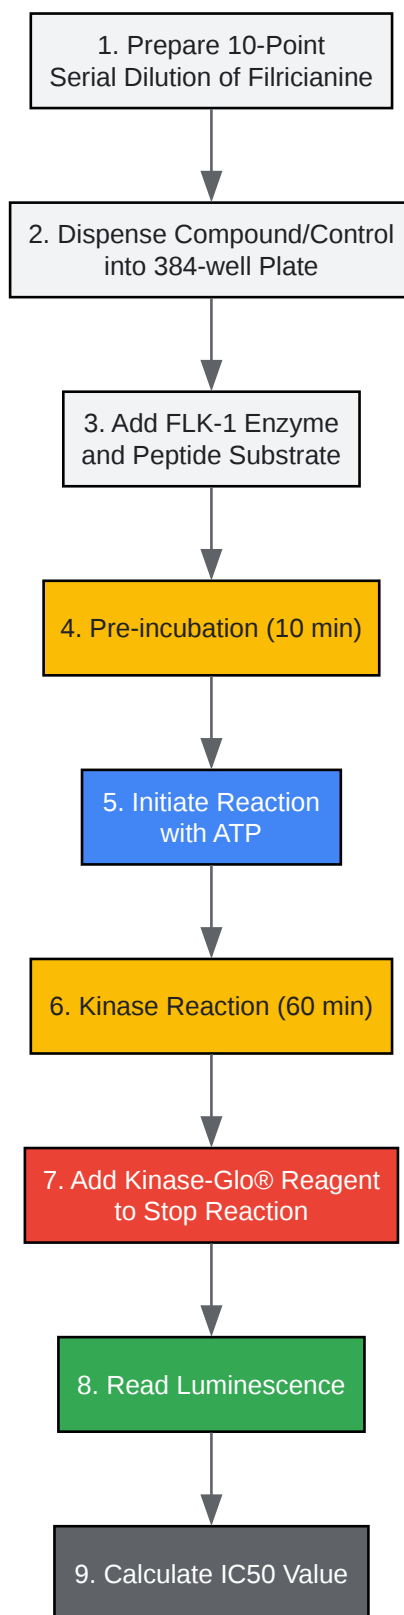 1. Prepare 10-Point
Serial Dilution of Filricianine
2. Dispense Compound/Control
into 384-well Plate
3. Add FLK-1 Enzyme
and Peptide Substrate
4. Pre-incubation (10 min)
5. Initiate Reaction
with ATP
6. Kinase Reaction (60 min)
7. Add Kinase-Glo® Reagent
to Stop Reaction
8. Read Luminescence
9. Calculate IC50 Value